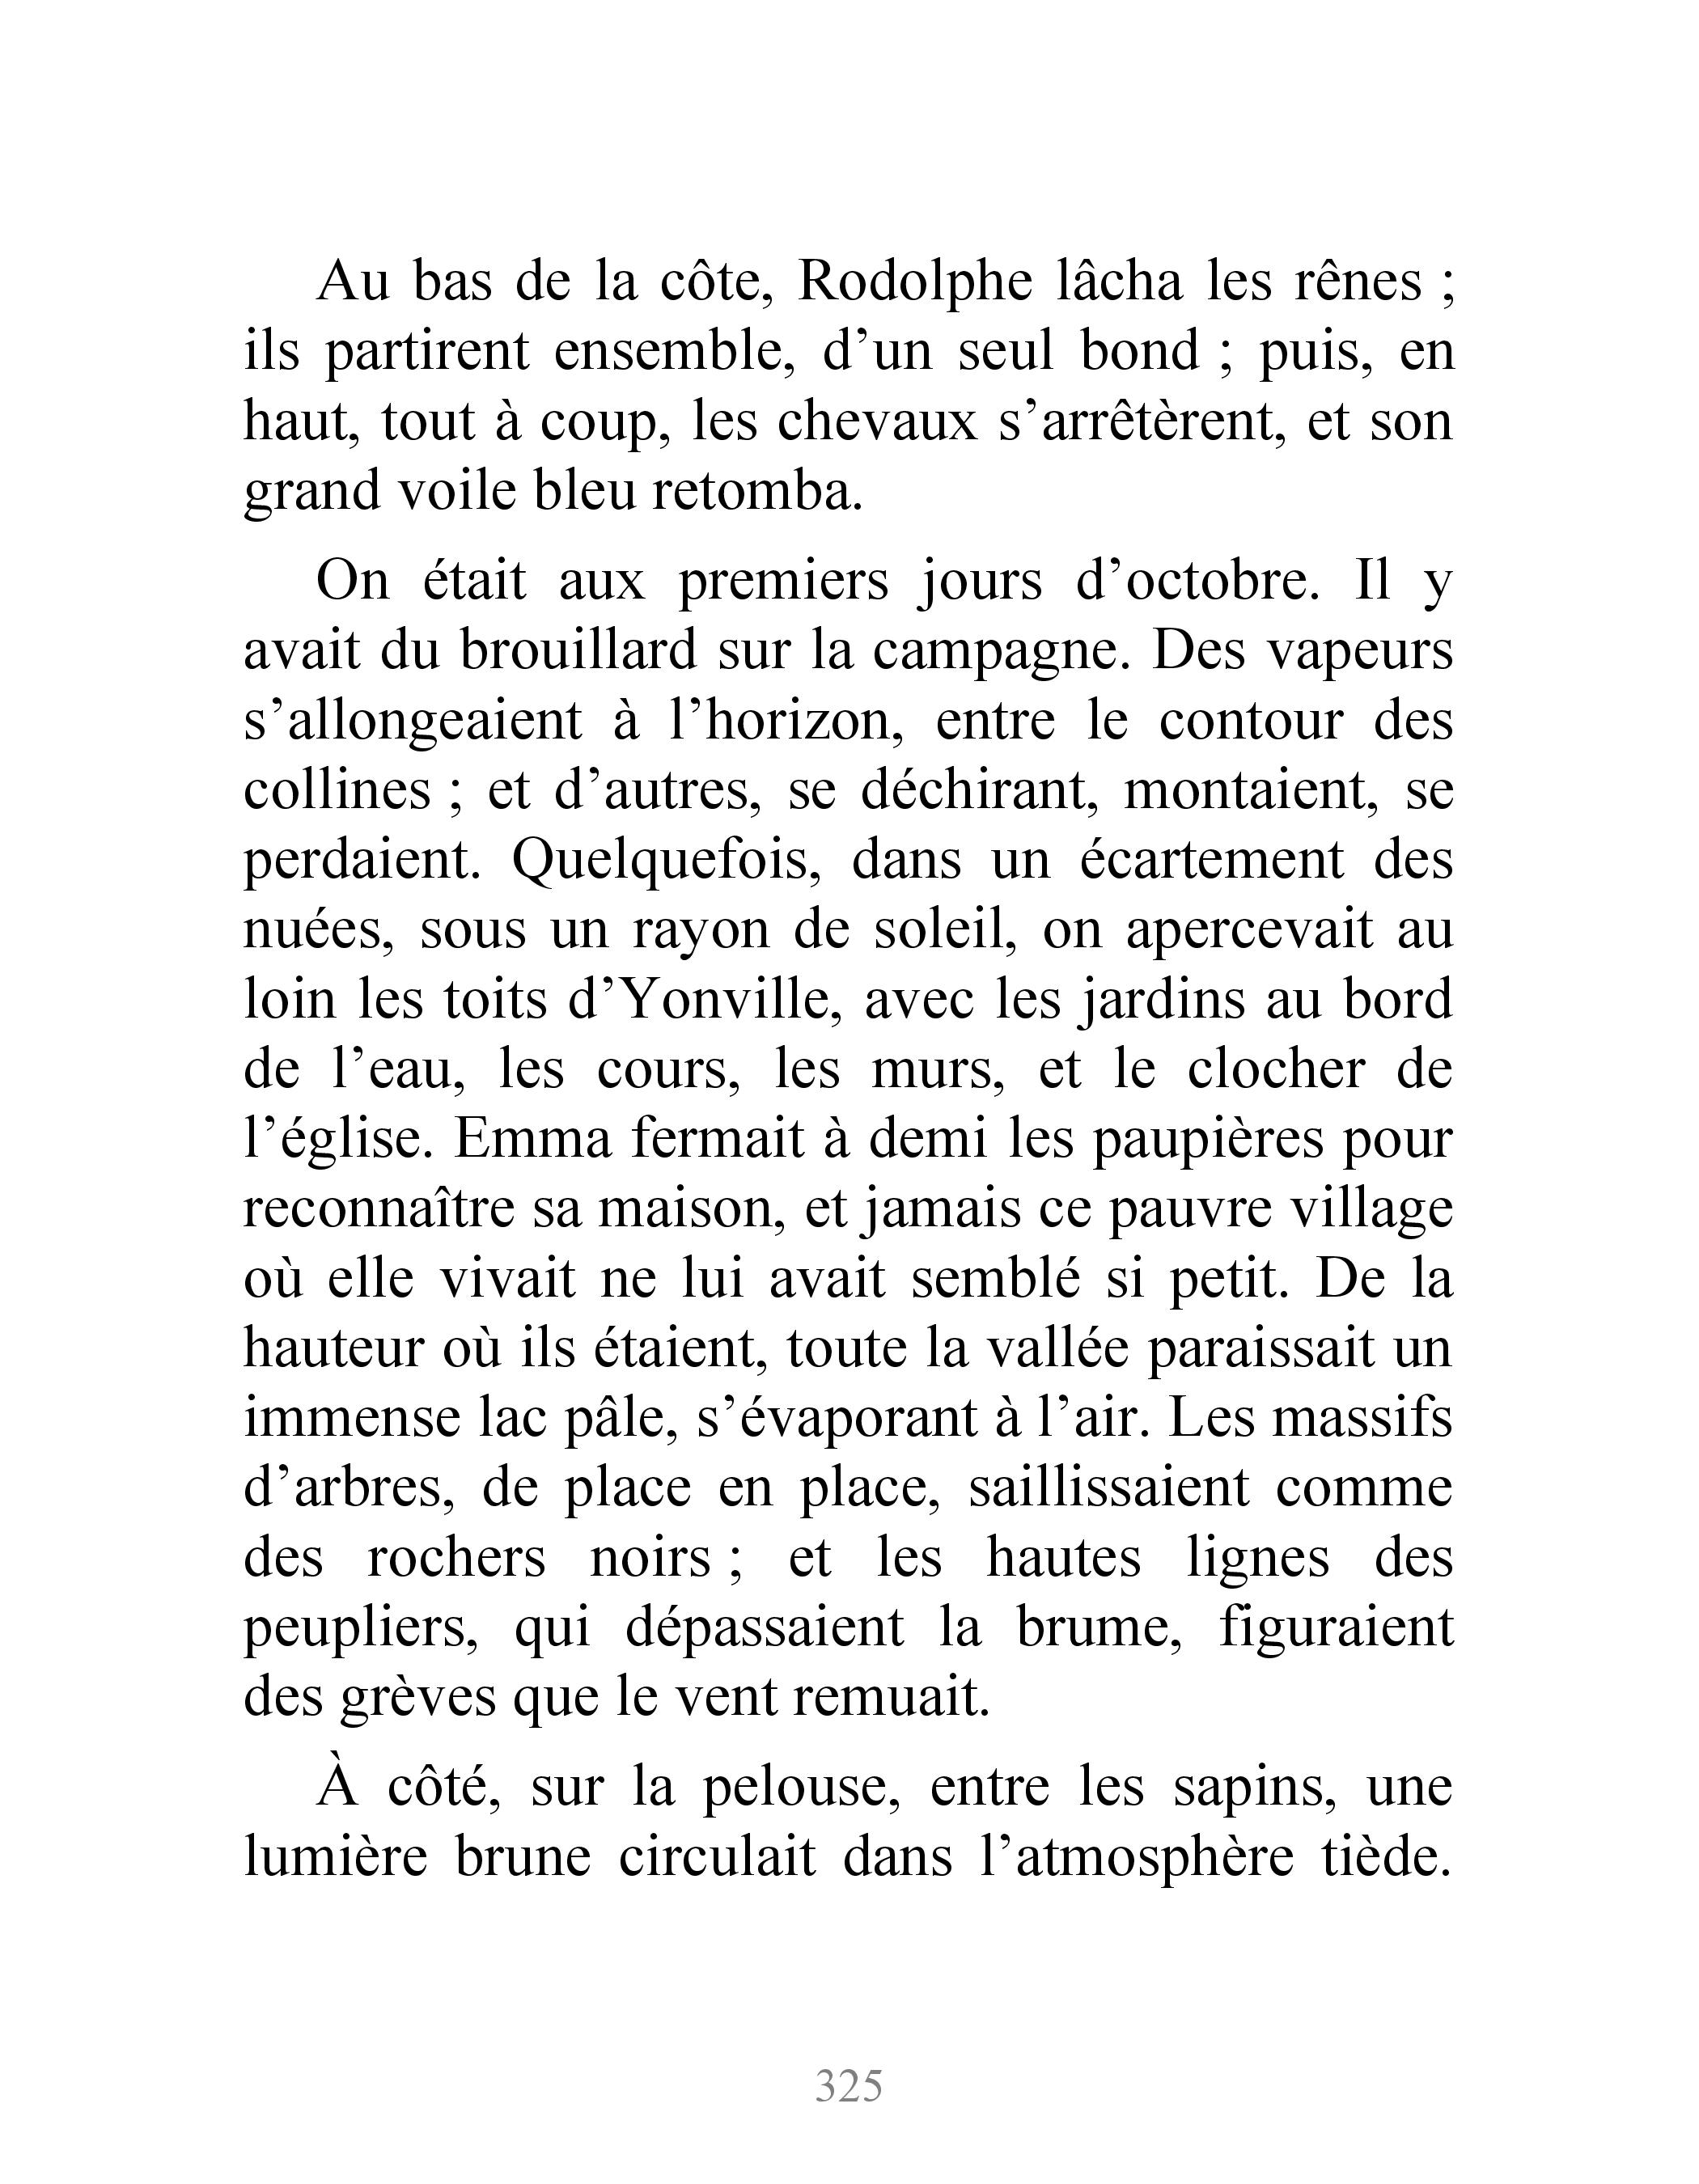 Au bas de la côte, Rodolphe lâcha les rênes ;
ils partirent ensemble, d’un seul bond ; puis, en
haut, tout à coup, les chevaux s’arrêtèrent, et son
grand voile bleu retomba.
On était aux premiers jours d’octobre. Il y
avait du brouillard sur la campagne. Des vapeurs
s’allongeaient à l’horizon, entre le contour des
collines ; et d’autres, se déchirant, montaient, se
perdaient. Quelquefois, dans un écartement des
nuées, sous un rayon de soleil, on apercevait au
loin les toits d’Yonville, avec les jardins au bord
de l’eau, les cours, les murs, et le clocher de
l’église. Emma fermait à demi les paupières pour
reconnaître sa maison, et jamais ce pauvre village
où elle vivait ne lui avait semblé si petit. De la
hauteur où ils étaient, toute la vallée paraissait un
immense lac pâle, s’évaporant à l’air. Les massifs
d’arbres, de place en place, saillissaient comme
des rochers noirs ; et les hautes lignes des
peupliers, qui dépassaient la brume, figuraient
des grèves que le vent remuait.
À côté, sur la pelouse, entre les sapins, une
lumière brune circulait dans l’atmosphère tiède.
325